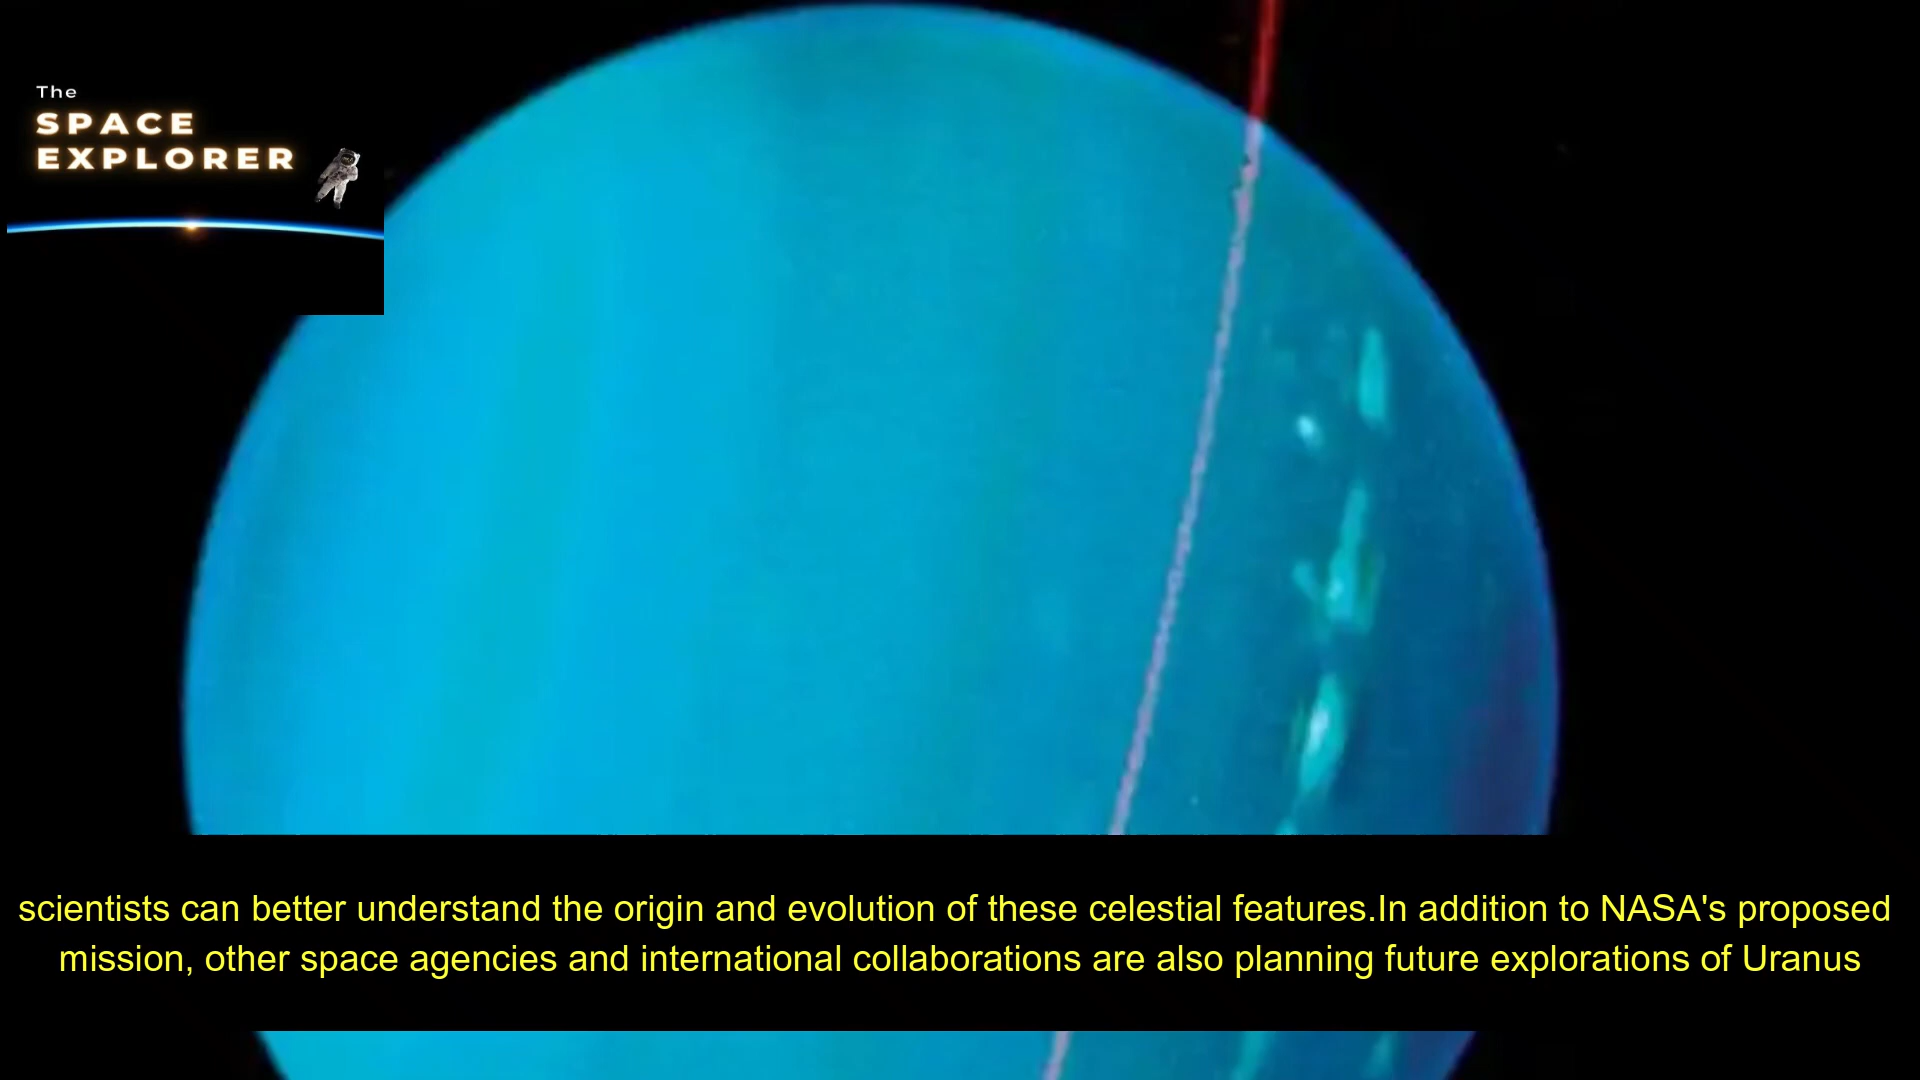 The
SPACE
EXPLORER
scientists can better understand the origin and evolution of these celestial features.In addition to NASA's proposed
mission, other space agencies and international collaborations are also planning future explorations of Uranus